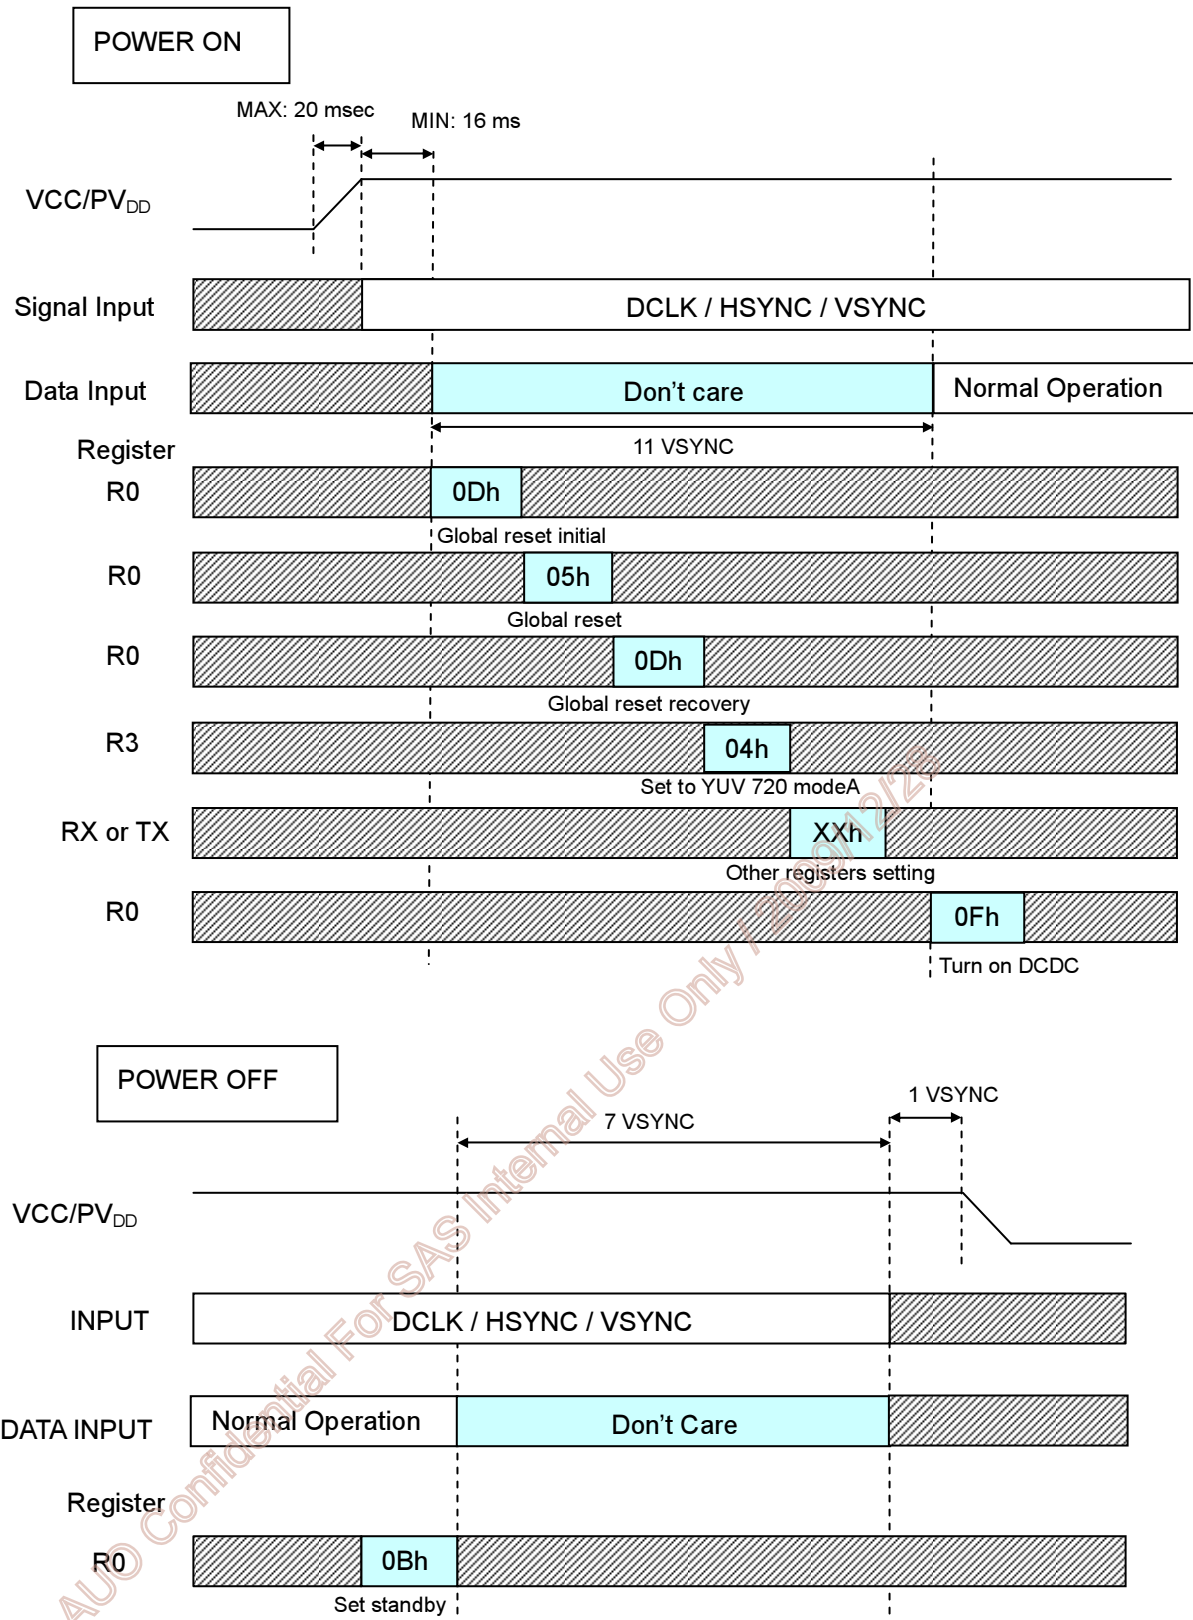 POWER ON
MAX: 20 msec
MIN: 16 ms
VCC/PVDD
Signal Input
DCLK / HSYNC / VSYNC
Data Input
Don't care
Normal Operation
11 VSYNC
Register
R0
0Dh
Global reset initial
R0
05h
Global reset
R0
0Dh
Global reset recovery
R3
04h
Set to YUV 720 modeA
RX or TX
XXh
Other registers setting
R0
0Fh
Turn on DCDC
POWER OFF
1 VSYNC
7 VSYNC
VCC/PVDD
INPUT
DCLK / HSYNC / VSYNC
DATA INPUT
Normal Operation
Don't Care
Register
R0
0Bh
Set standby
AUO Confidential For SAS Internal Use Only / 2009/12/28